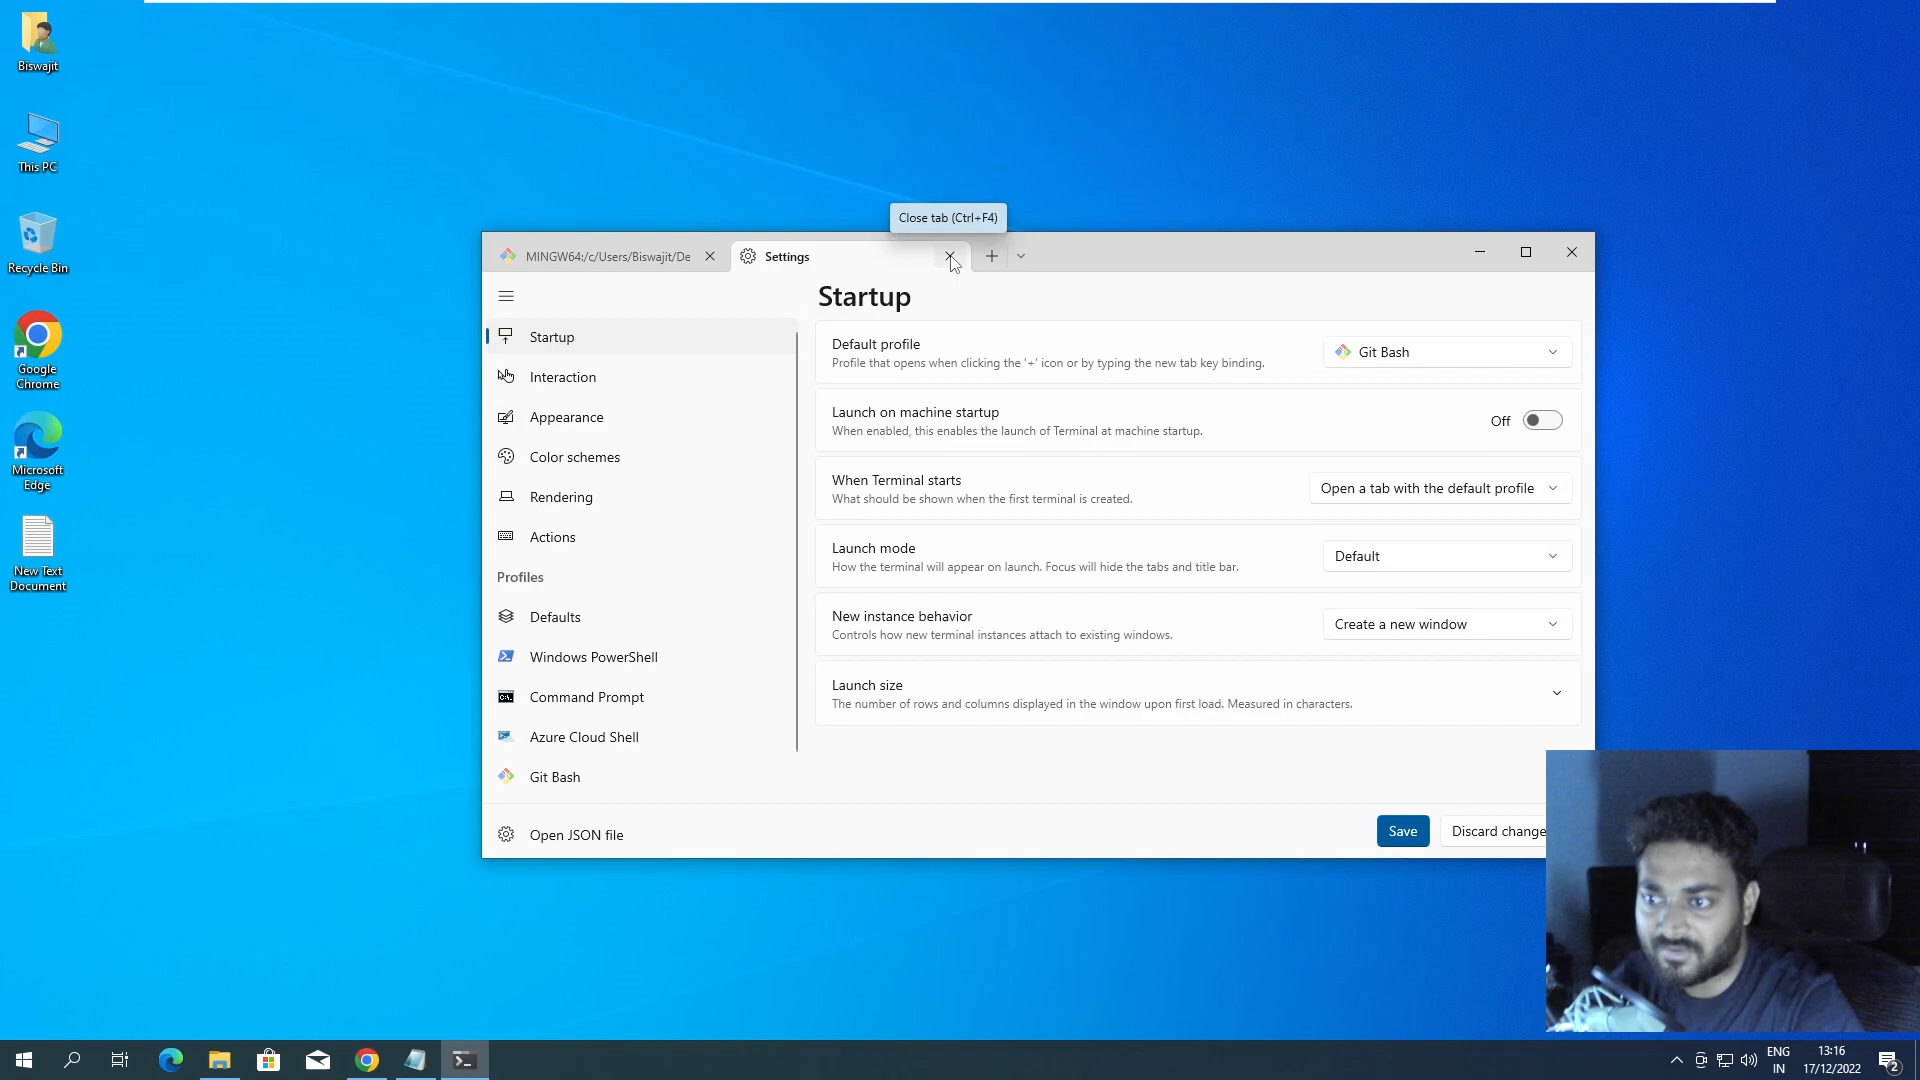 Biswajit
This PC
Recycle Bin
Google
Chrome
Microsoft
Edge
New Text
Document
Close tab (Ctrl+F4)
MINGW64:/c/Users/Biswajit/De
Settings
Startup
Interaction
Appearance
Color schemes
Rendering
Actions
Profiles
Defaults
Windows PowerShell
Command Prompt
Azure Cloud Shell
Git Bash
Open JSON file
Startup
Default profile
Profile that opens when clicking the '+' icon or by typing the new tab key binding.
Git Bash
Launch on machine startup
When enabled, this enables the launch of Terminal at machine startup.
Off
When Terminal starts
What should be shown when the first terminal is created.
Open a tab with the default profile
Launch mode
How the terminal will appear on launch. Focus will hide the tabs and title bar.
Default
New instance behavior
Controls how new terminal instances attach to existing windows.
Create a new window
Launch size
The number of rows and columns displayed in the window upon first load. Measured in characters.
Save
Discard change
ENG
IN
13:16
17/12/2022
2